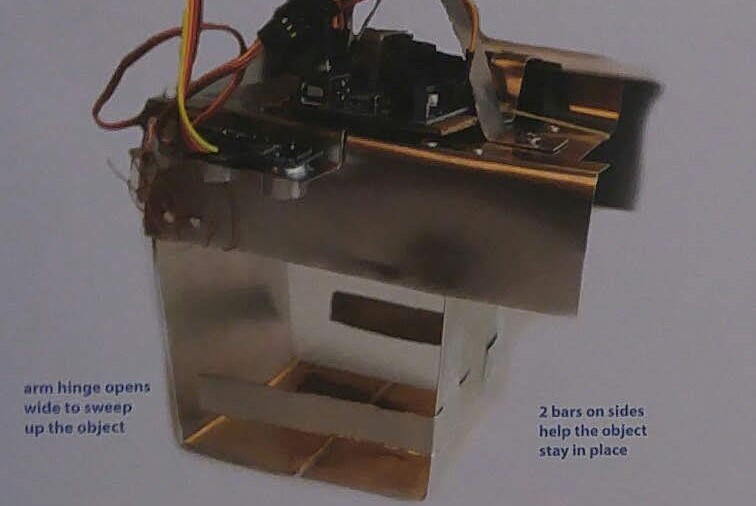 arm hinge opens
wide to sweep
up the object
2 bars on sides
help the object
stay in place